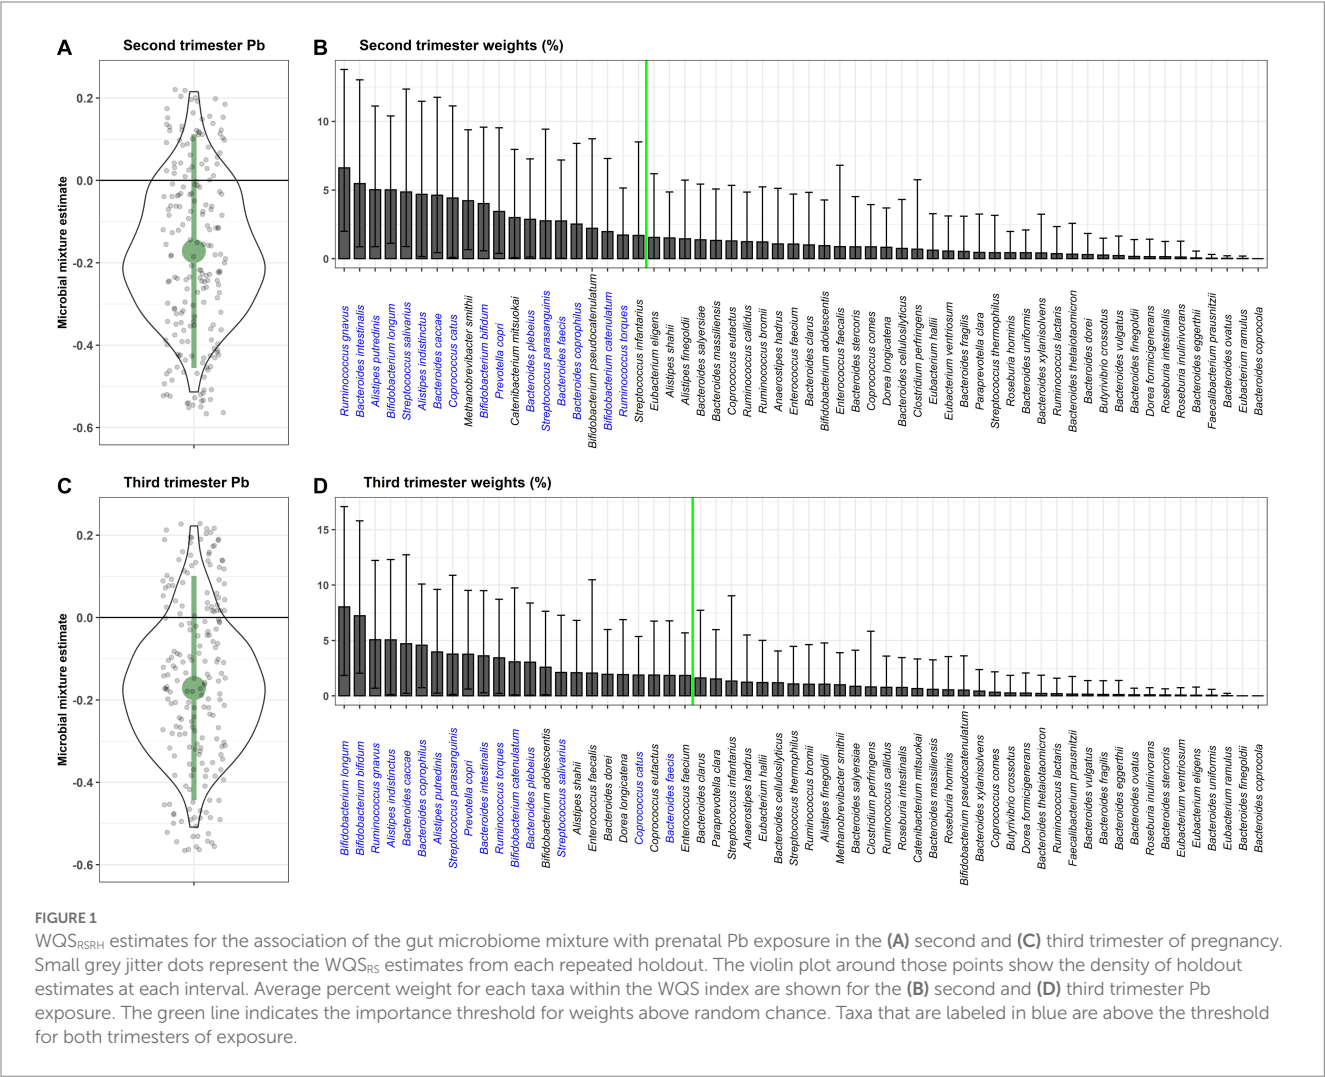 A
Second trimester Pb
B
Second trimester weights (%)
Microbial mixture estimate
0.2
0.0
-0.2
-0.4
-0.6
10
5
0
Ruminococcus gnavus
Bacteroides intestinalis
Alistipes putredinis
Bifidobacterium longum
Streptococcus salivarius
Alistipes indistinctus
Bacteroides caccae
Coprococcus catus
Methanobrevibacter smithii
Bifidobacterium bifidum
Prevotella copri
Catenibacterium mitsuokai
Bacteroides plebeius
Streptococcus parasanguinis
Bacteroides faecis
Bacteroides coprophilus
Bifidobacterium pseudocatenulatum
Bifidobacterium catenulatum
Ruminococcus torques
Streptococcus infantarius
Eubacterium eligens
Alistipes shahii
Alistipes finegoldii
Bacteroides salyersiae
Bacteroides massiliensis
Coprococcus eutactus
Ruminococcus callidus
Ruminococcus bromii
Anaerostipes hadrus
Enterococcus faecium
Bacteroides clarus
Bifidobacterium adolescentis
Enterococcus faecalis
Bacteroides stercoris
Coprococcus comes
Dorea longicatena
Bacteroides cellulosilyticus
Clostridium perfringens
Eubacterium hallii
Eubacterium ventriosum
Bacteroides fragilis
Paraprevotella clara
Streptococcus thermophilus
Roseburia hominis
Bacteroides uniformis
Bacteroides xylanisolvens
Ruminococcus lactaris
Bacteroides thetaiotaomicron
Bacteroides dorei
Butyrivibrio crossotus
Bacteroides vulgatus
Bacteroides finegoldii
Dorea formicigenerans
Roseburia intestinalis
Roseburia inulinivorans
Bacteroides eggerthii
Faecalibacterium prausnitzii
Bacteroides ovatus
Eubacterium ramulus
Bacteroides coprocola
C
Third trimester Pb
D
Third trimester weights (%)
Microbial mixture estimate
0.2
0.0
-0.2
-0.4
-0.6
15
10
5
0
Bifidobacterium longum
Bifidobacterium bifidum
Ruminococcus gnavus
Alistipes indistinctus
Bacteroides caccae
Bacteroides coprophilus
Alistipes putredinis
Streptococcus parasanguinis
Prevotella copri
Bacteroides intestinalis
Ruminococcus torques
Bifidobacterium catenulatum
Bacteroides plebeius
Bifidobacterium adolescentis
Streptococcus salivarius
Alistipes shahii
Enterococcus faecalis
Bacteroides dorei
Dorea longicatena
Coprococcus catus
Coprococcus eutactus
Bacteroides faecis
Enterococcus faecium
Bacteroides clarus
Paraprevotella clara
Streptococcus infantarius
Anaerostipes hadrus
Eubacterium hallii
Bacteroides cellulosilyticus
Streptococcus thermophilus
Ruminococcus bromii
Alistipes finegoldii
Methanobrevibacter smithii
Bacteroides salyersiae
Clostridium perfringens
Ruminococcus callidus
Roseburia intestinalis
Catenibacterium mitsuokai
Bacteroides massiliensis
Roseburia hominis
Bifidobacterium pseudocatenulatum
Bacteroides xylanisolvens
Coprococcus comes
Butyrivibrio crossotus
Dorea formicigenerans
Bacteroides thetaiotaomicron
Ruminococcus lactaris
Faecalibacterium prausnitzii
Bacteroides vulgatus
Bacteroides fragilis
Bacteroides eggerthii
Bacteroides ovatus
Roseburia inulinivorans
Bacteroides stercoris
Eubacterium ventriosum
Eubacterium eligens
Bacteroides uniformis
Eubacterium ramulus
Bacteroides finegoldii
Bacteroides coprocola
FIGURE 1
WQSRSRH estimates for the association of the gut microbiome mixture with prenatal Pb exposure in the (A) second and (C) third trimester of pregnancy.
Small grey jitter dots represent the WQSRS estimates from each repeated holdout. The violin plot around those points show the density of holdout
estimates at each interval. Average percent weight for each taxa within the WQS index are shown for the (B) second and (D) third trimester Pb
exposure. The green line indicates the importance threshold for weights above random chance. Taxa that are labeled in blue are above the threshold
for both trimesters of exposure.